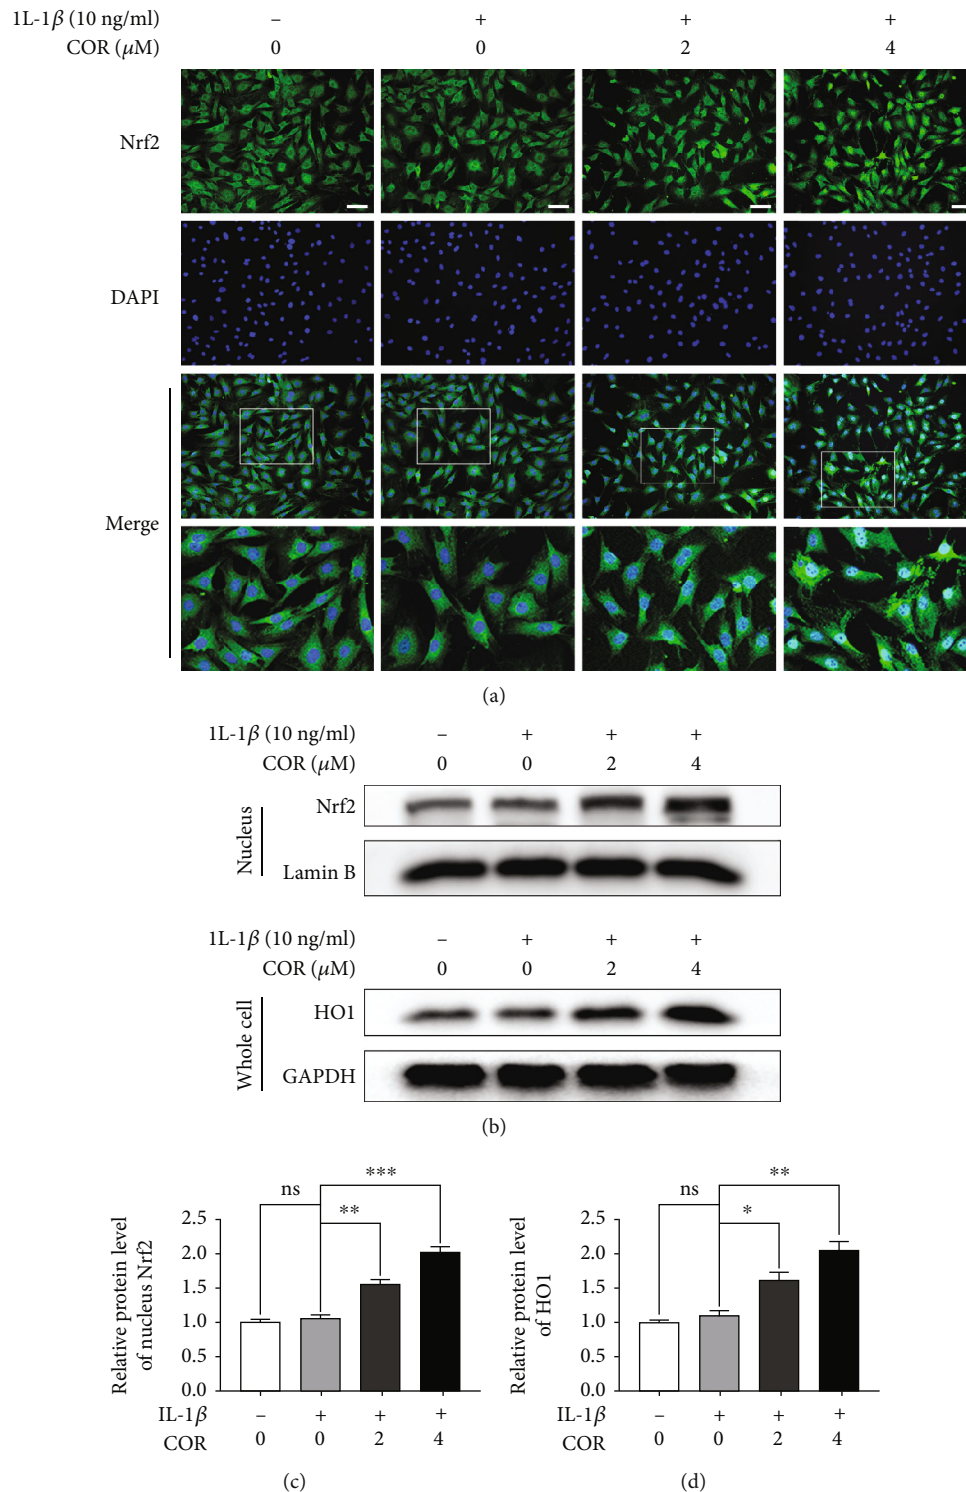 1L-1β (10 ng/ml) – + + +
COR (μM) 0 0 2 4
Nrf2
DAPI
Merge
(a)
1L-1β (10 ng/ml) – + + +
COR (μM) 0 0 2 4
Nucleus
Nrf2
Lamin B
1L-1β (10 ng/ml) – + + +
COR (μM) 0 0 2 4
Whole cell
HO1
GAPDH
(b)
Relative protein level
of nucleus Nrf2
2.5
2.0
1.5
1.0
0.5
0.0
ns
**
***
IL-1β – + + +
COR 0 0 2 4
(c)
Relative protein level
of HO1
2.5
2.0
1.5
1.0
0.5
0.0
ns
*
**
IL-1β – + + +
COR 0 0 2 4
(d)